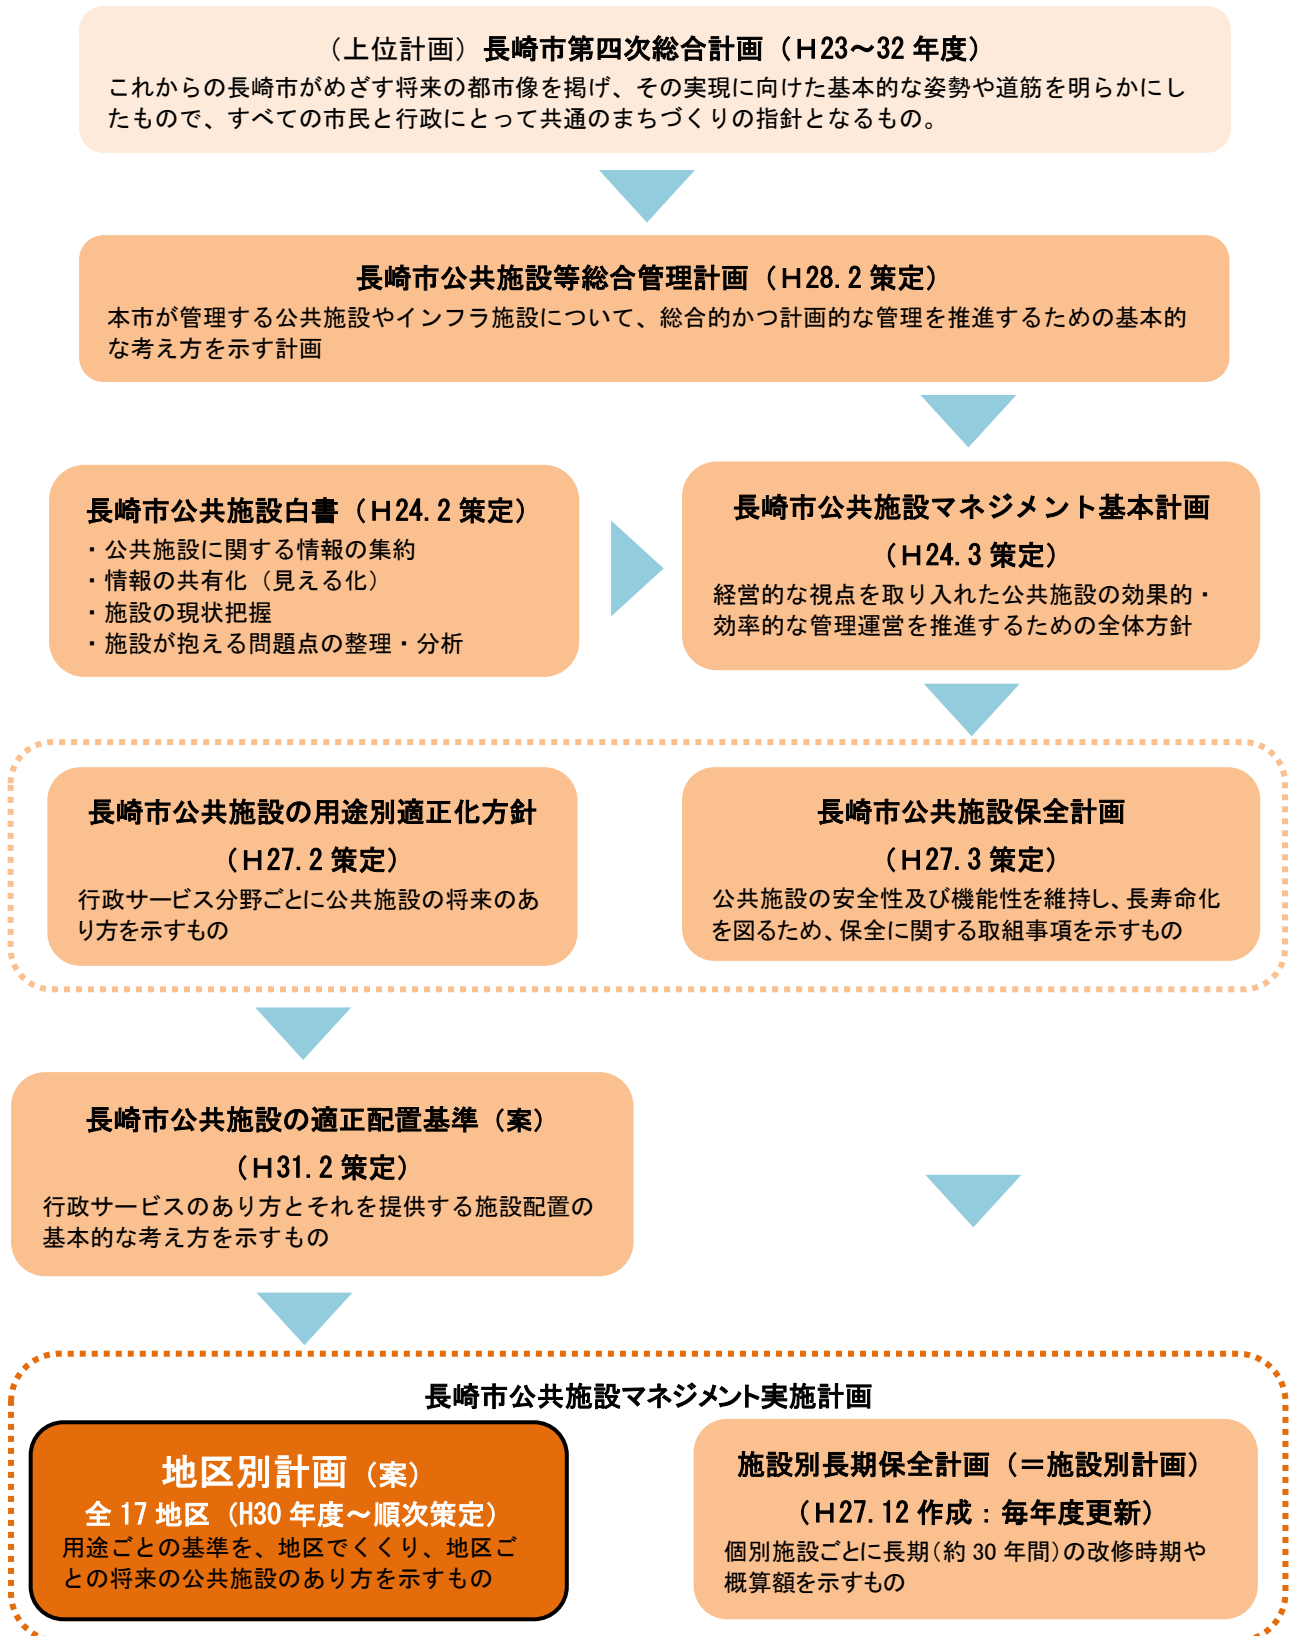 （上位計画）長崎市第四次総合計画（Ｈ23～32 年度）
これからの長崎市がめざす将来の都市像を掲げ、その実現に向けた基本的な姿勢や道筋を明らかにし
たもので、すべての市民と行政にとって共通のまちづくりの指針となるもの。
長崎市公共施設等総合管理計画（Ｈ28.2 策定）
本市が管理する公共施設やインフラ施設について、総合的かつ計画的な管理を推進するための基本的
な考え方を示す計画
長崎市公共施設白書（Ｈ24.2 策定）
・公共施設に関する情報の集約
・情報の共有化（見える化）
・施設の現状把握
・施設が抱える問題点の整理・分析
長崎市公共施設マネジメント基本計画
（Ｈ24.3 策定）
経営的な視点を取り入れた公共施設の効果的・
効率的な管理運営を推進するための全体方針
長崎市公共施設の用途別適正化方針
（Ｈ27.2 策定）
行政サービス分野ごとに公共施設の将来のあ
り方を示すもの
長崎市公共施設保全計画
（Ｈ27.3 策定）
公共施設の安全性及び機能性を維持し、長寿命化
を図るため、保全に関する取組事項を示すもの
長崎市公共施設の適正配置基準（案）
（Ｈ31.2 策定）
行政サービスのあり方とそれを提供する施設配置の
基本的な考え方を示すもの
長崎市公共施設マネジメント実施計画
地区別計画（案）
全 17 地区（H30 年度～順次策定）
用途ごとの基準を、地区でくくり、地区ご
との将来の公共施設のあり方を示すもの
施設別長期保全計画（＝施設別計画）
（Ｈ27.12 作成：毎年度更新）
個別施設ごとに長期（約 30 年間）の改修時期や
概算額を示すもの